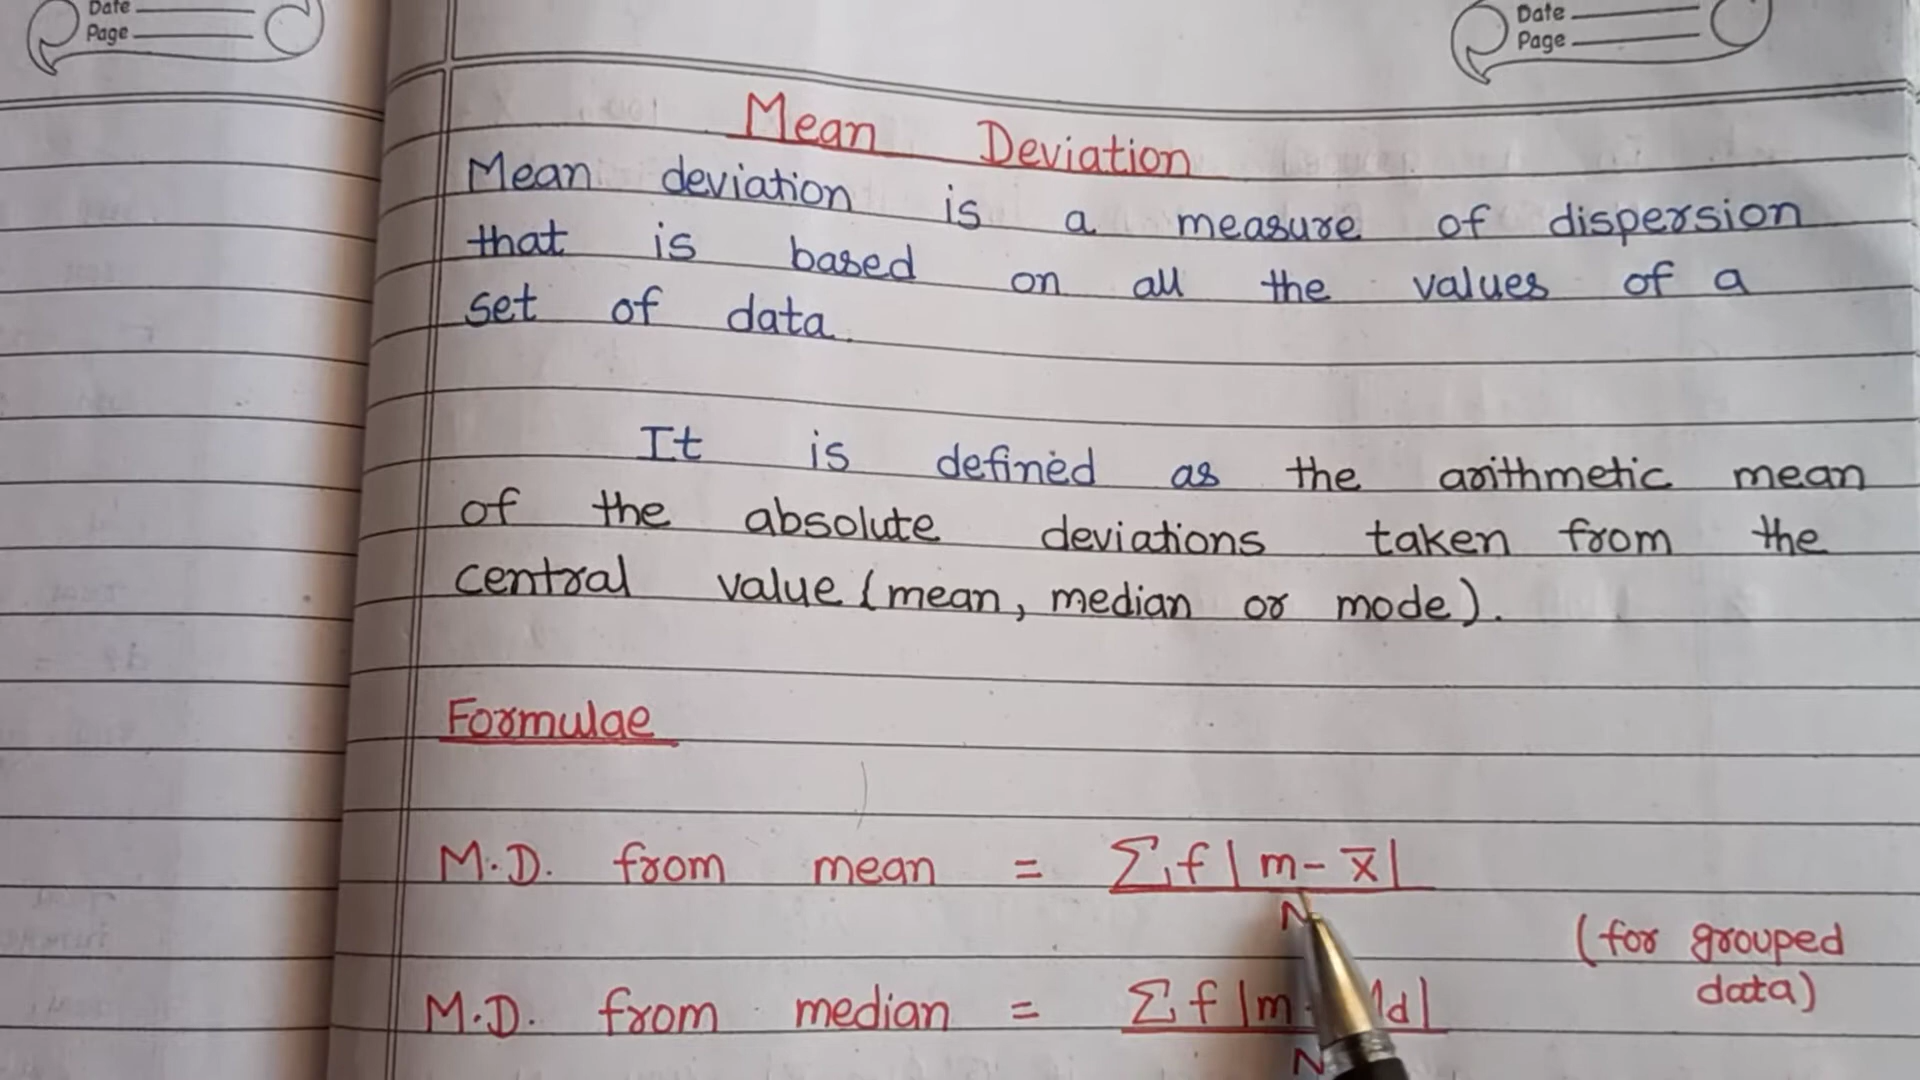 Date
Page
Date
Page
Mean Deviation
Mean deviation is a measure of dispersion
that is based on all the values of a
set of data.
It is defined as the arithmetic mean
of the absolute deviations taken from the
central value (mean, median or mode).
Formulae
M.D. from mean = Σf|m - x̄|
N
(for grouped
data)
M.D. from median = Σf|m d|
N